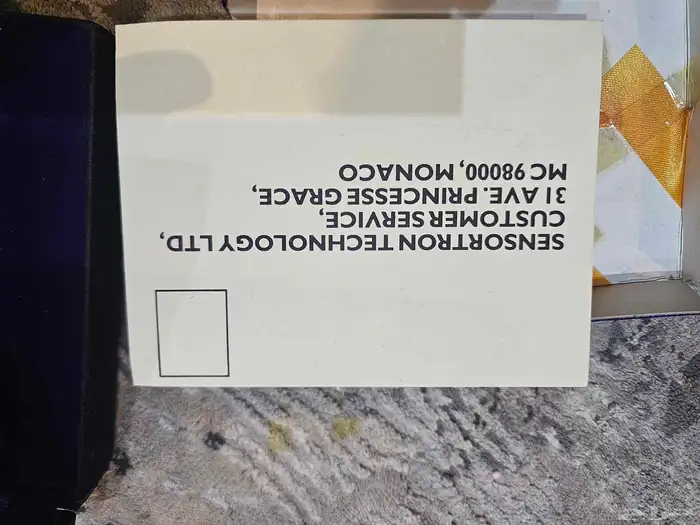 SENSORTRON TECHNOLOGY LTD,
CUSTOMER SERVICE,
31 AVE. PRINCESSE GRACE,
MC 98000, MONACO